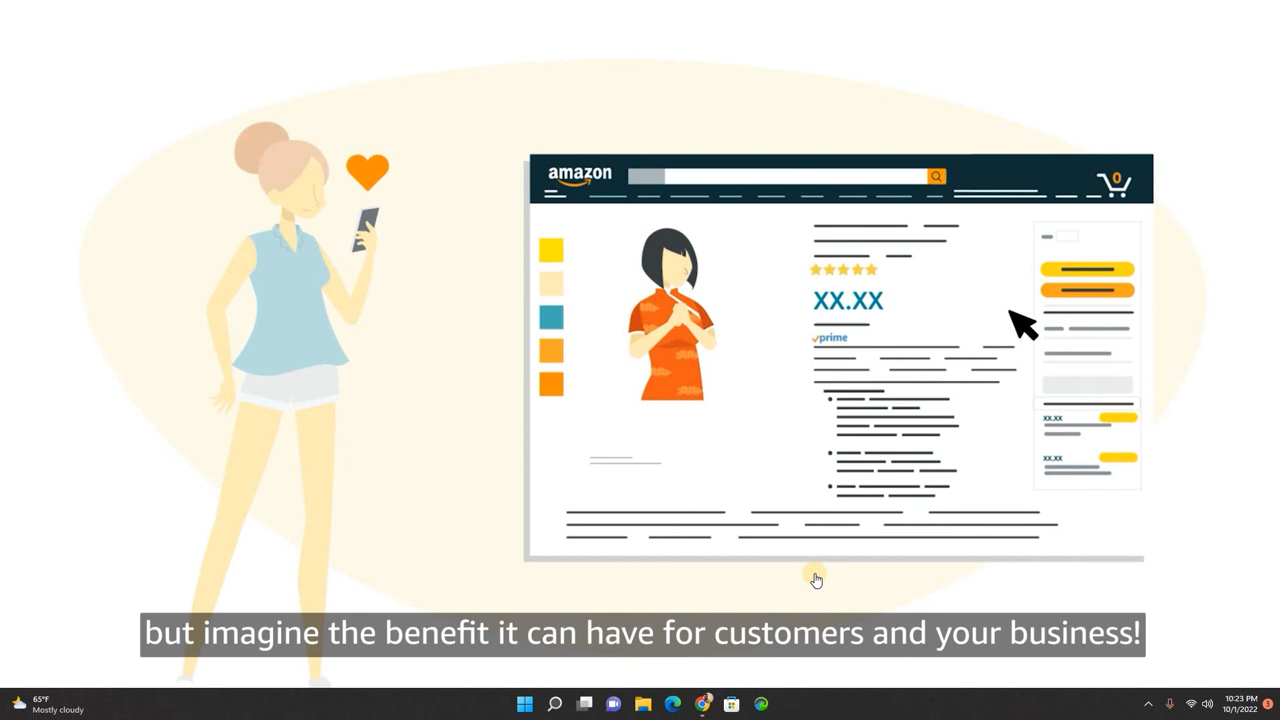 amazon
0
XX.XX
prime
XX.XX
XX.XX
but imagine the benefit it can have for customers and your business!
65°F
Mostly cloudy
10:23 PM
10/1/2022
3